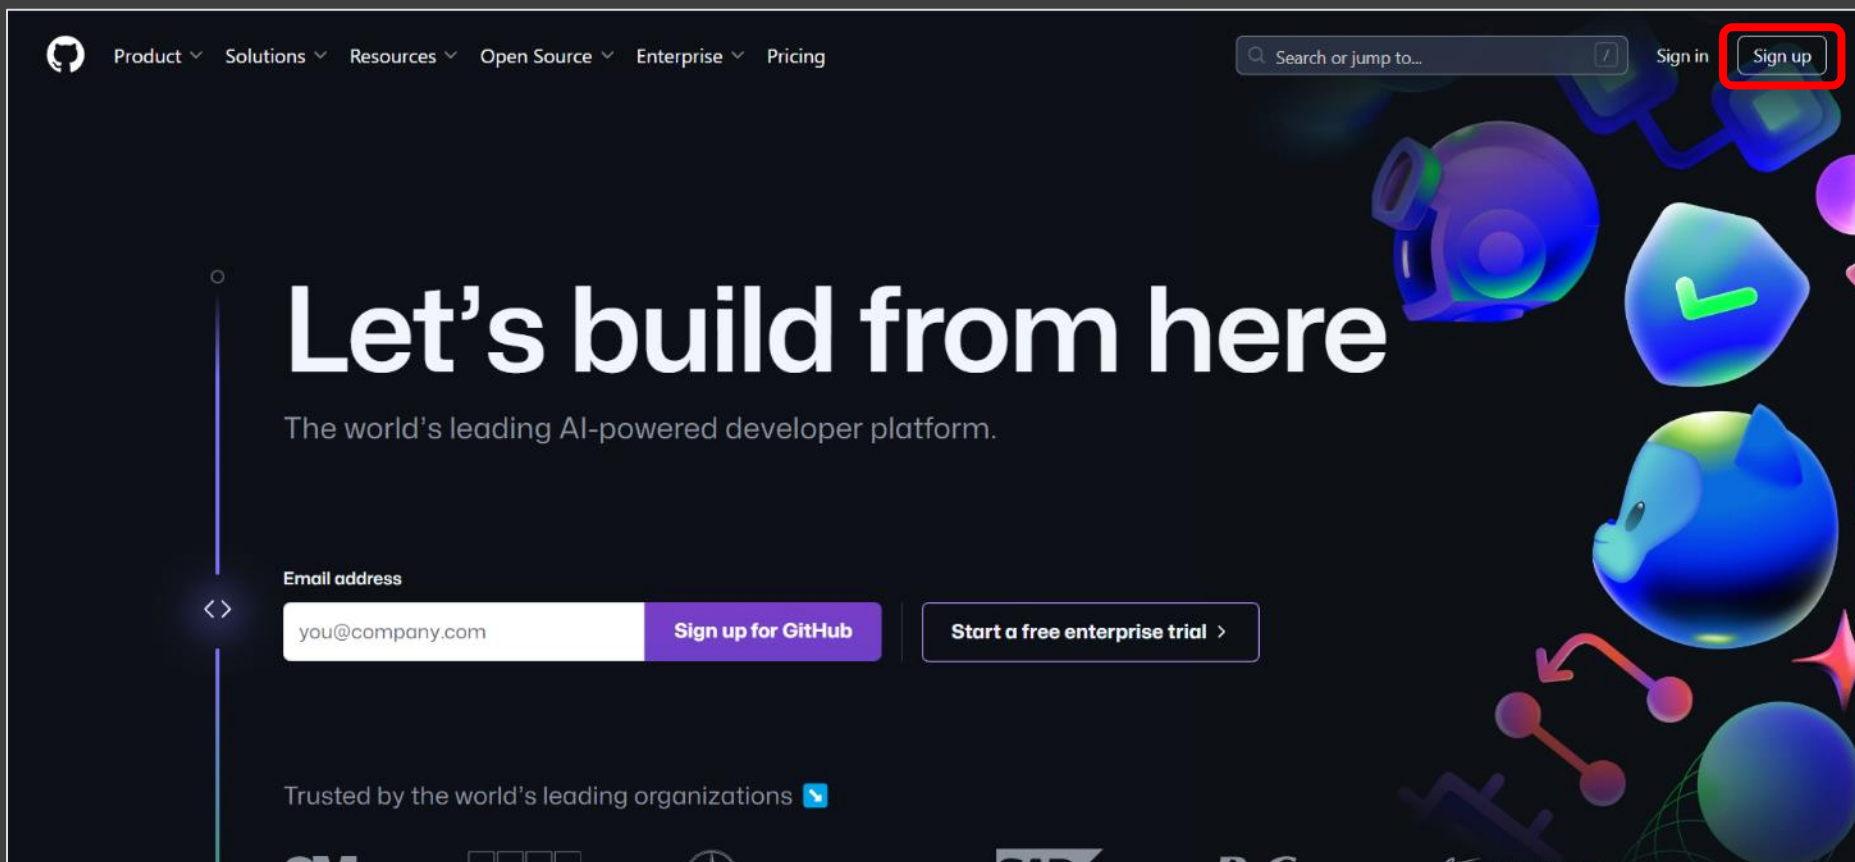 Product Solutions Resources Open Source Enterprise Pricing Search or jump to... / Sign in Sign up
Let's build from here
The world's leading AI-powered developer platform.
Email address
you@company.com Sign up for GitHub Start a free enterprise trial >
Trusted by the world's leading organizations